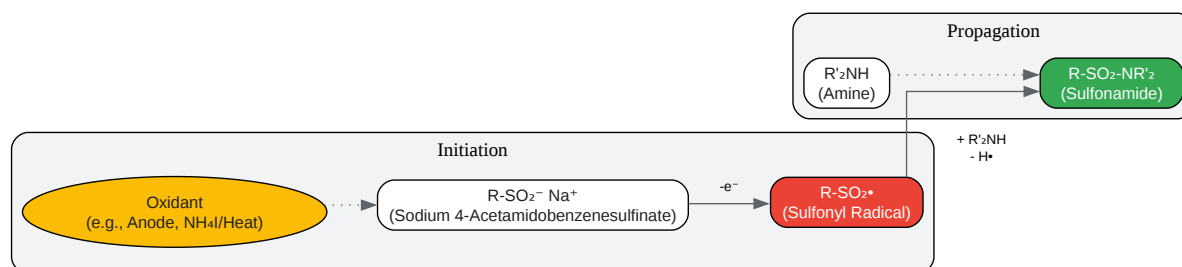 Propagation
R'₂NH
(Amine)
R-SO₂-NR'₂
(Sulfonamide)
+ R'₂NH
- H•
Initiation
Oxidant
(e.g., Anode, NH₄I/Heat)
R-SO₂⁻ Na⁺
(Sodium 4-Acetamidobenzenesulfinate)
-e⁻
R-SO₂•
(Sulfonyl Radical)